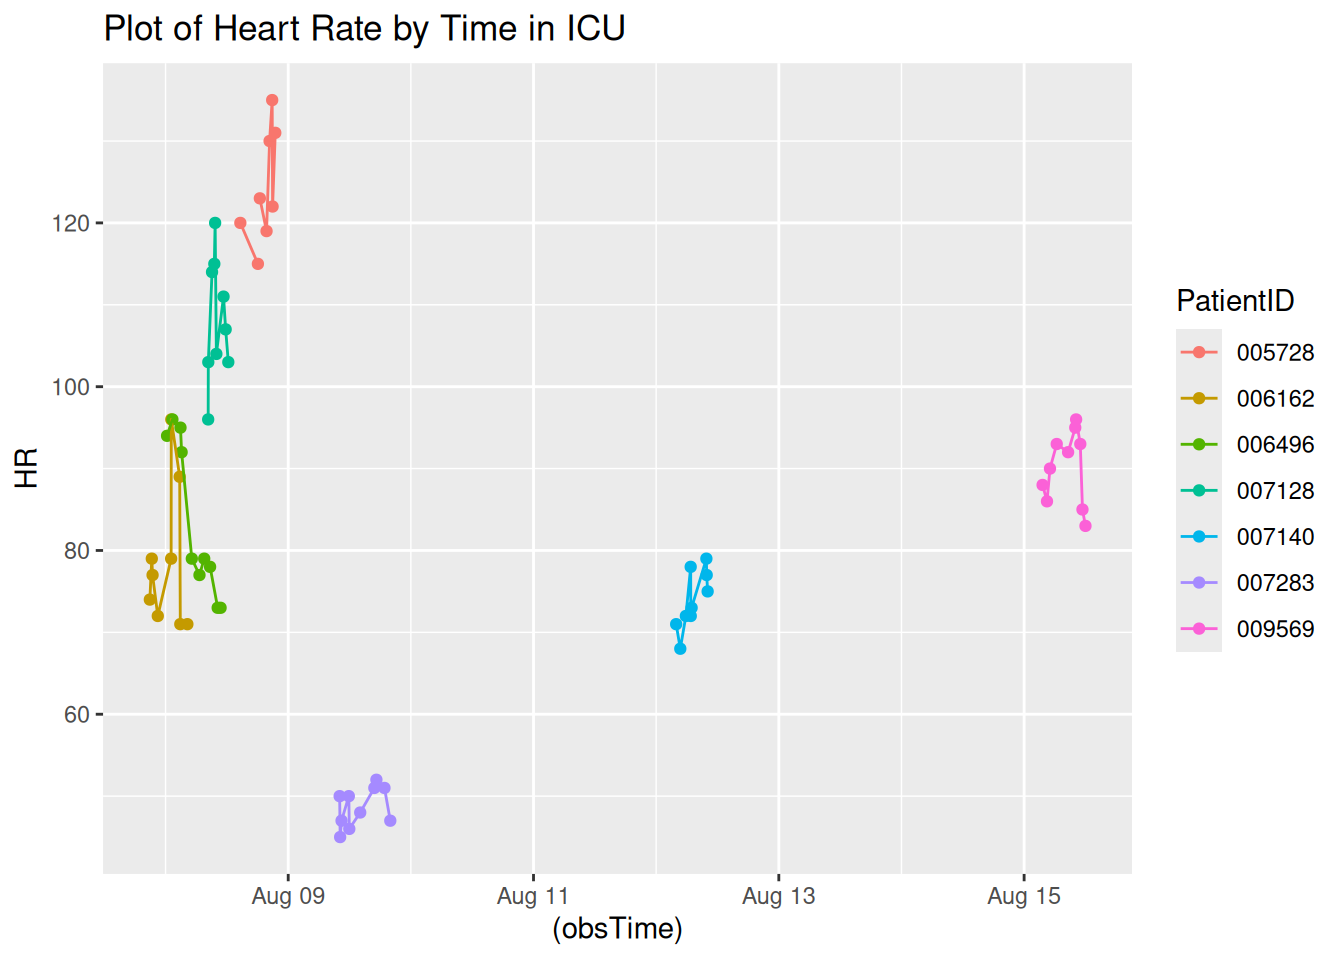 Plot of Heart Rate by Time in ICU
HR
120
100
80
60
Aug 09
Aug 11
Aug 13
Aug 15
(obsTime)
PatientID
005728
006162
006496
007128
007140
007283
009569